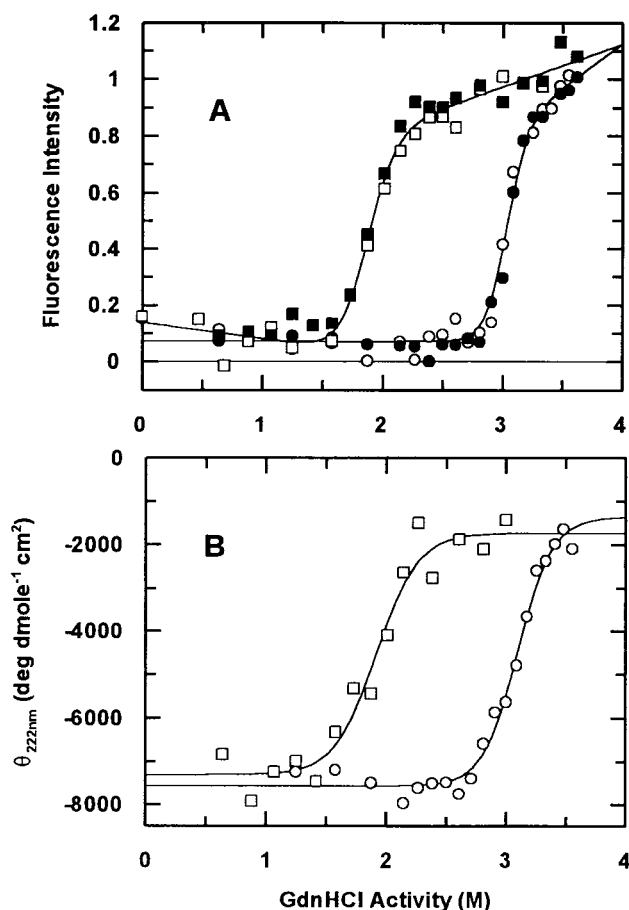 1.2
1
0.8
0.6
0.4
0.2
0
A
Fluorescence Intensity
0 1 2 3 4
0
-2000
-4000
-6000
-8000
B
θ222nm (deg dmole-1 cm2)
0 1 2 3 4
GdnHCl Activity (M)